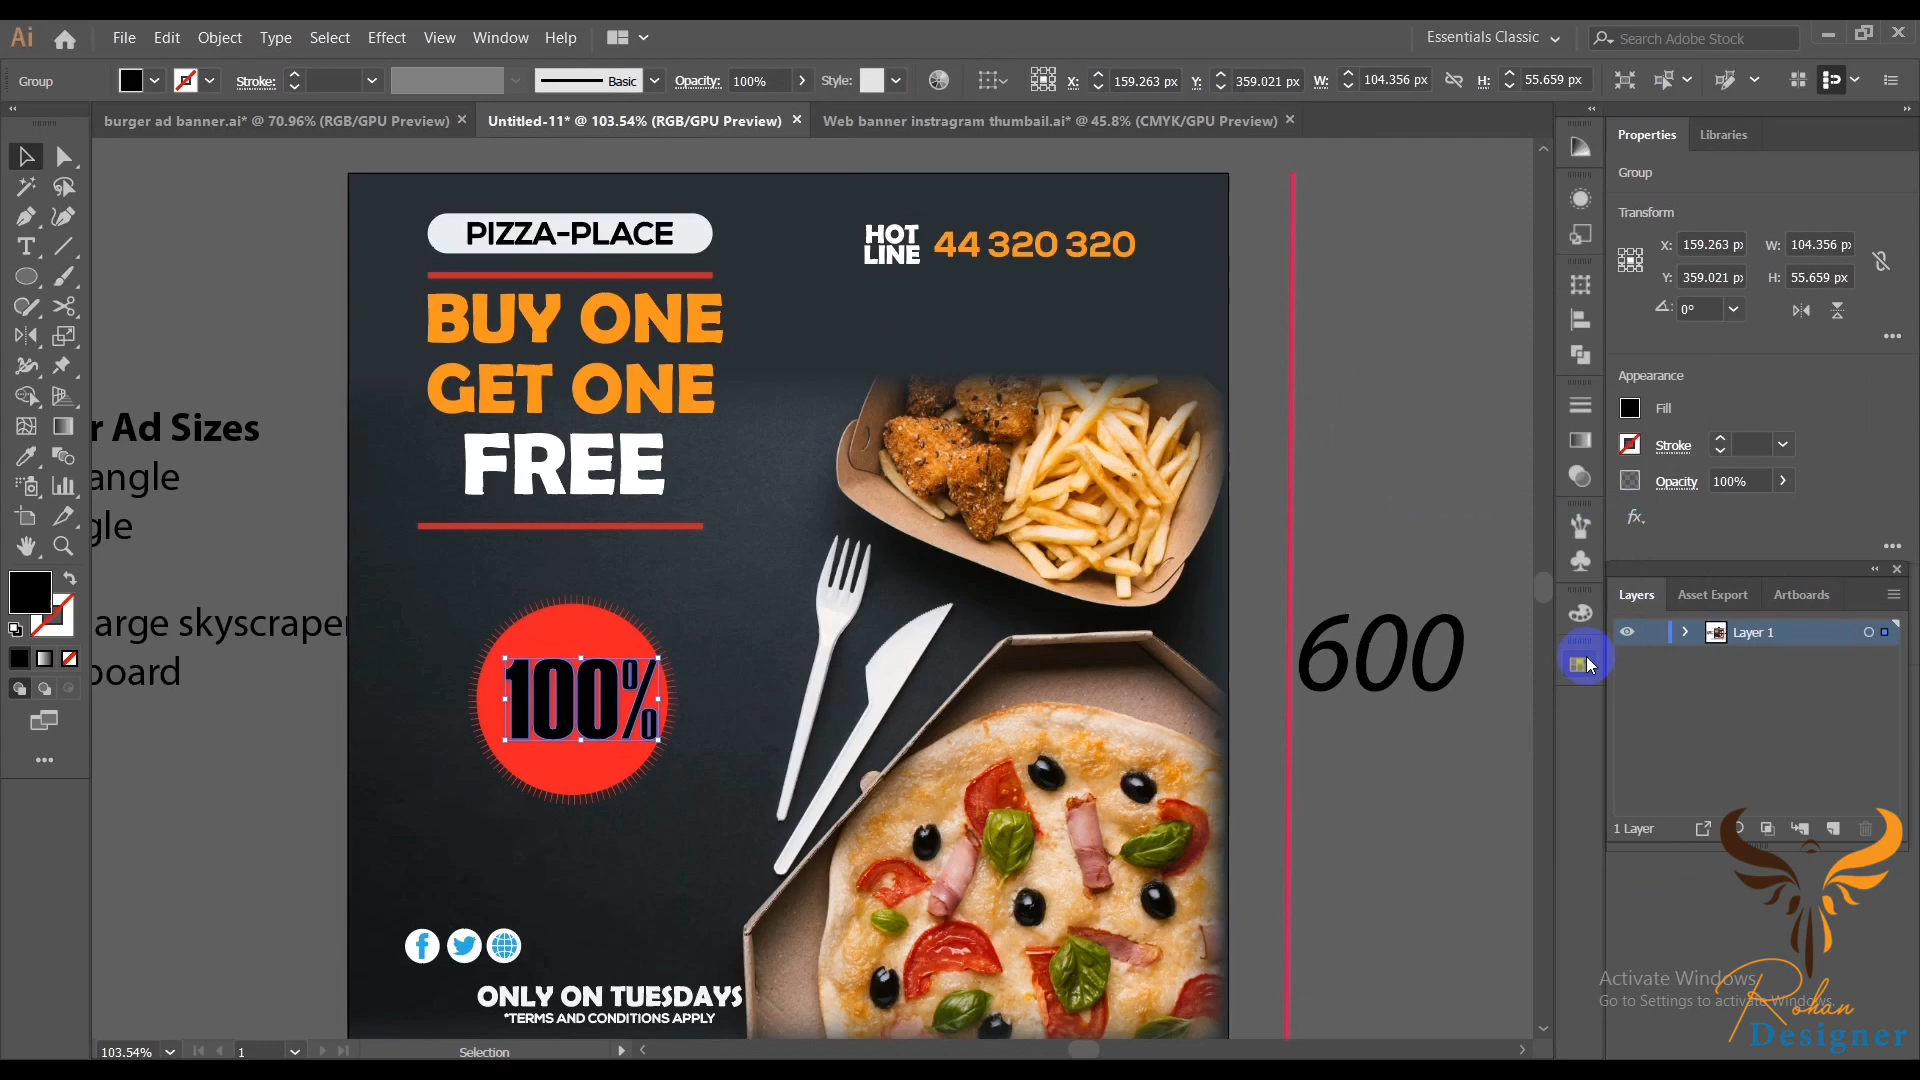 Ai File Edit Object Type Select Effect View Window Help Essentials Classic Search Adobe Stock
Group Stroke: Basic Opacity: 100% Style: X: 159.263 px Y: 359.021 px W: 104.356 px H: 55.659 px
burger ad banner.ai* @ 70.96% (RGB/GPU Preview) Untitled-11* @ 103.54% (RGB/GPU Preview) Web banner instragram thumbail.ai* @ 45.8% (CMYK/GPU Preview)
Properties Libraries
Group
Transform
X: 159.263 p W: 104.356 p
Y: 359.021 p H: 55.659 px
0°
Appearance
Fill
Stroke
Opacity 100%
fx
Layers Asset Export Artboards
Layer 1
1 Layer
PIZZA-PLACE
HOT
LINE
44 320 320
BUY ONE
GET ONE
FREE
100%
ONLY ON TUESDAYS
*TERMS AND CONDITIONS APPLY
r Ad Sizes
angle
gle
arge skyscraper
board
600
Activate Windows
Go to Settings to activate Windows.
Rohan
Designer
103.54% 1 Selection